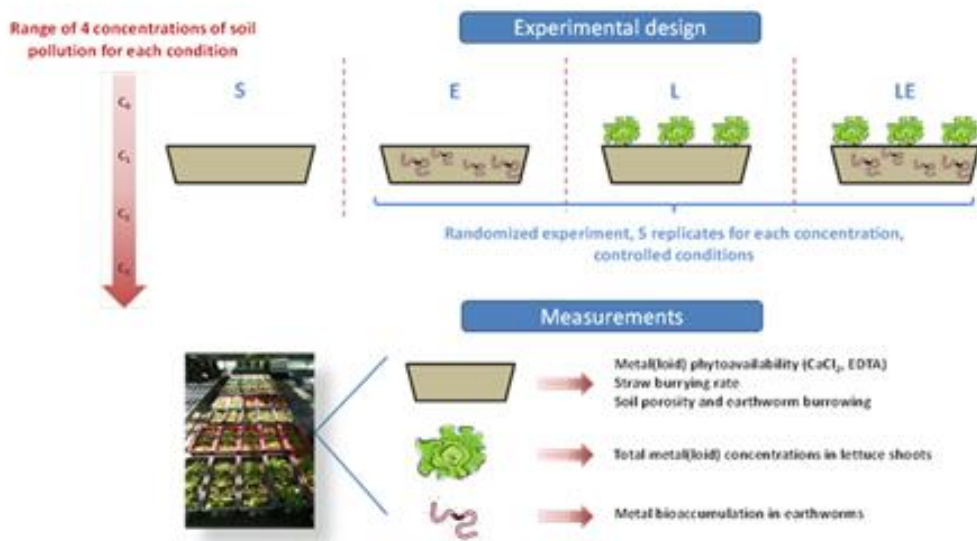 Range of 4 concentrations of soil
pollution for each condition
Experimental design
S
E
L
LE
C₀
C₁
C₂
Randomized experiment, 5 replicates for each concentration,
controlled conditions
Measurements
Metal(loid) phytoavailability (CaCl₂, EDTA)
Straw burrying rate
Soil porosity and earthworm burrowing
Total metal(loid) concentrations in lettuce shoots
Metal bioaccumulation in earthworms